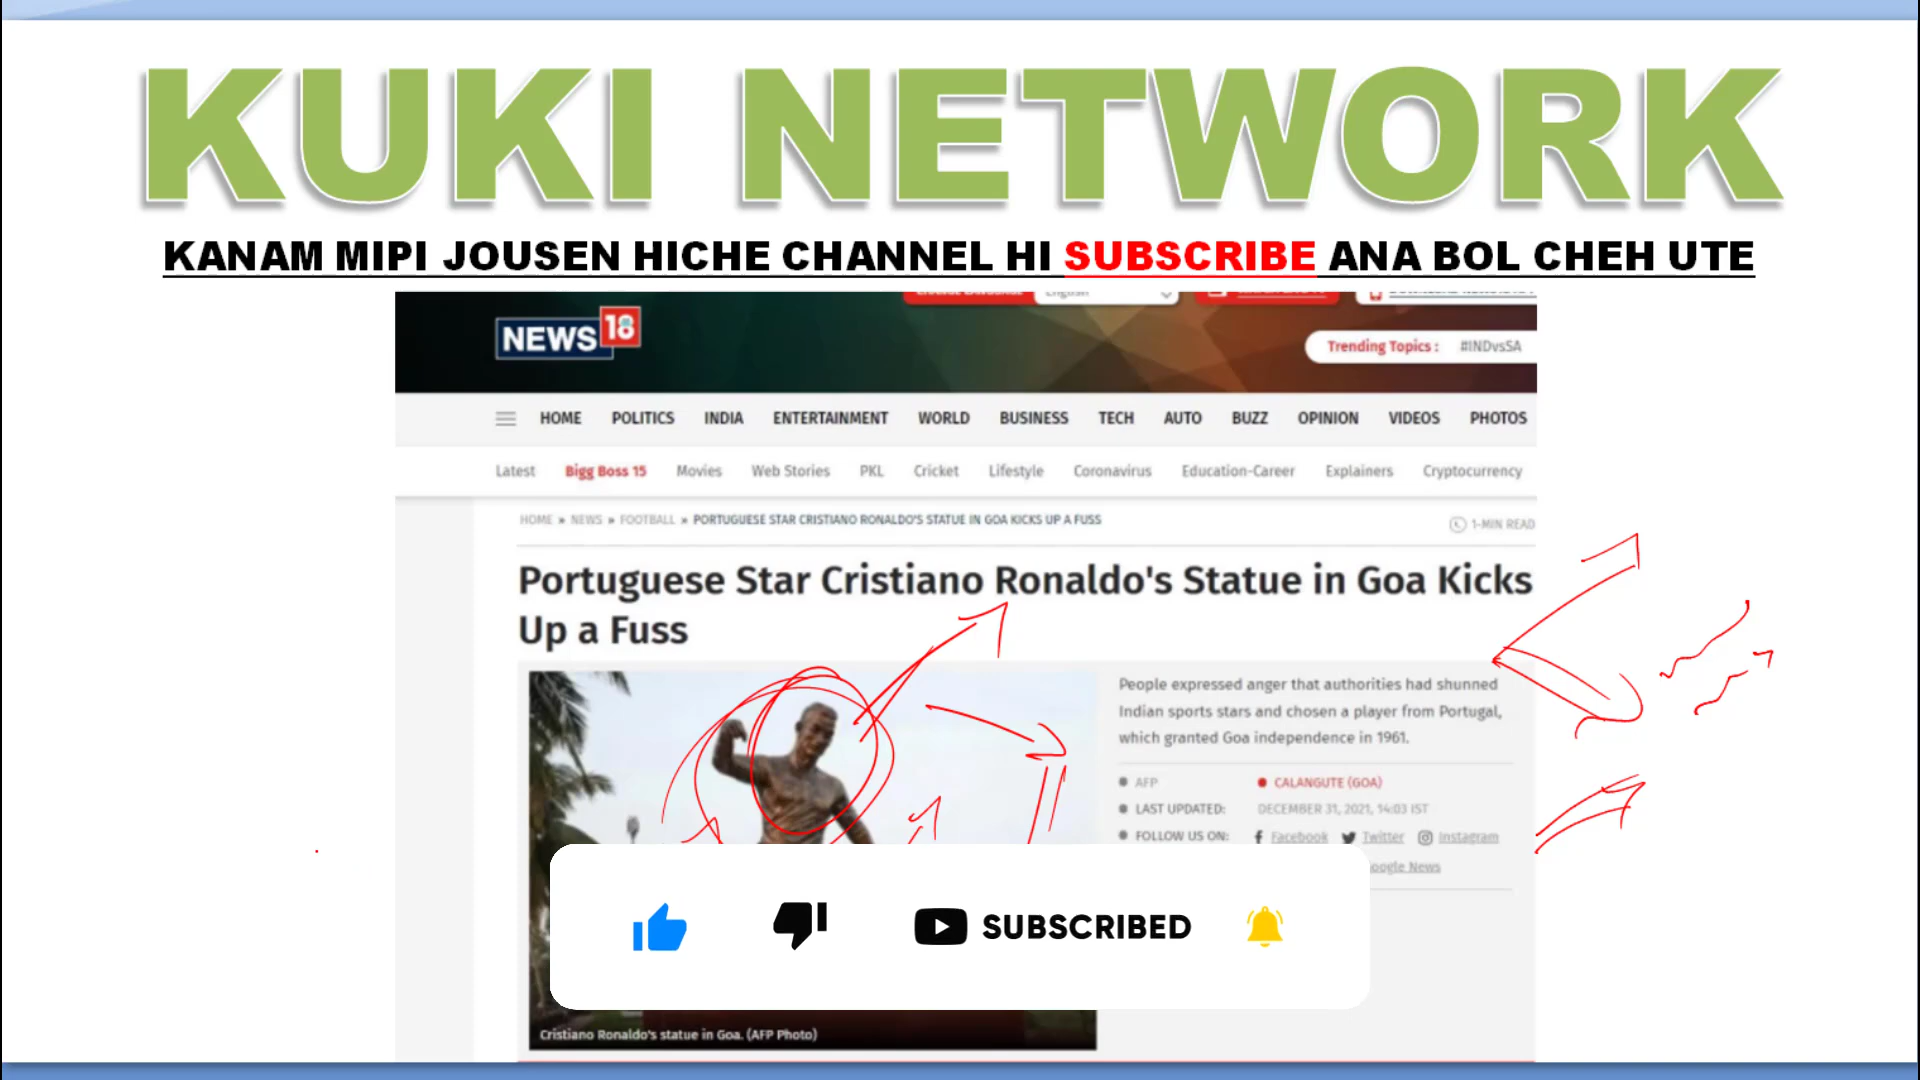 KUKI NETWORK
KANAM MIPI JOUSEN HICHE CHANNEL HI SUBSCRIBE ANA BOL CHEH UTE
English
NEWS 18
Trending Topics : #INDvsSA
HOME POLITICS INDIA ENTERTAINMENT WORLD BUSINESS TECH AUTO BUZZ OPINION VIDEOS PHOTOS
Latest Bigg Boss 15 Movies Web Stories PKL Cricket Lifestyle Coronavirus Education-Career Explainers Cryptocurrency
HOME » NEWS » FOOTBALL » PORTUGUESE STAR CRISTIANO RONALDO'S STATUE IN GOA KICKS UP A FUSS
1-MIN READ
Portuguese Star Cristiano Ronaldo's Statue in Goa Kicks
Up a Fuss
People expressed anger that authorities had shunned
Indian sports stars and chosen a player from Portugal,
which granted Goa independence in 1961.
AFP CALANGUTE (GOA)
LAST UPDATED: DECEMBER 31, 2021, 14:03 IST
FOLLOW US ON: Facebook Twitter Instagram
oogle News
SUBSCRIBED
Cristiano Ronaldo's statue in Goa. (AFP Photo)